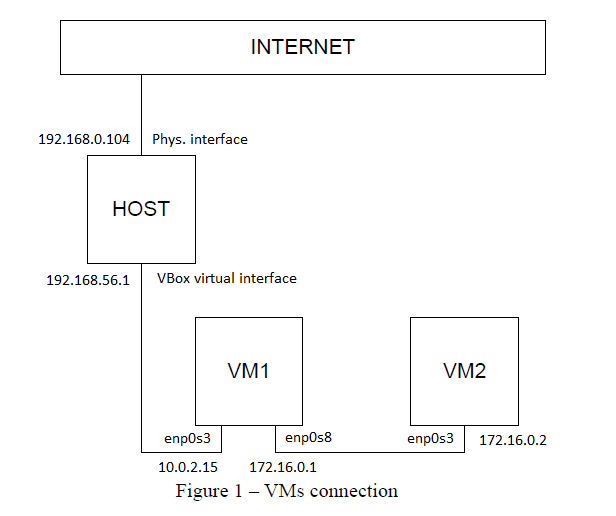 INTERNET
192.168.0.104
Phys. interface
HOST
192.168.56.1
VBox virtual interface
VM1
VM2
enp0s3
enp0s8
enp0s3
172.16.0.2
10.0.2.15
172.16.0.1
Figure 1 – VMs connection